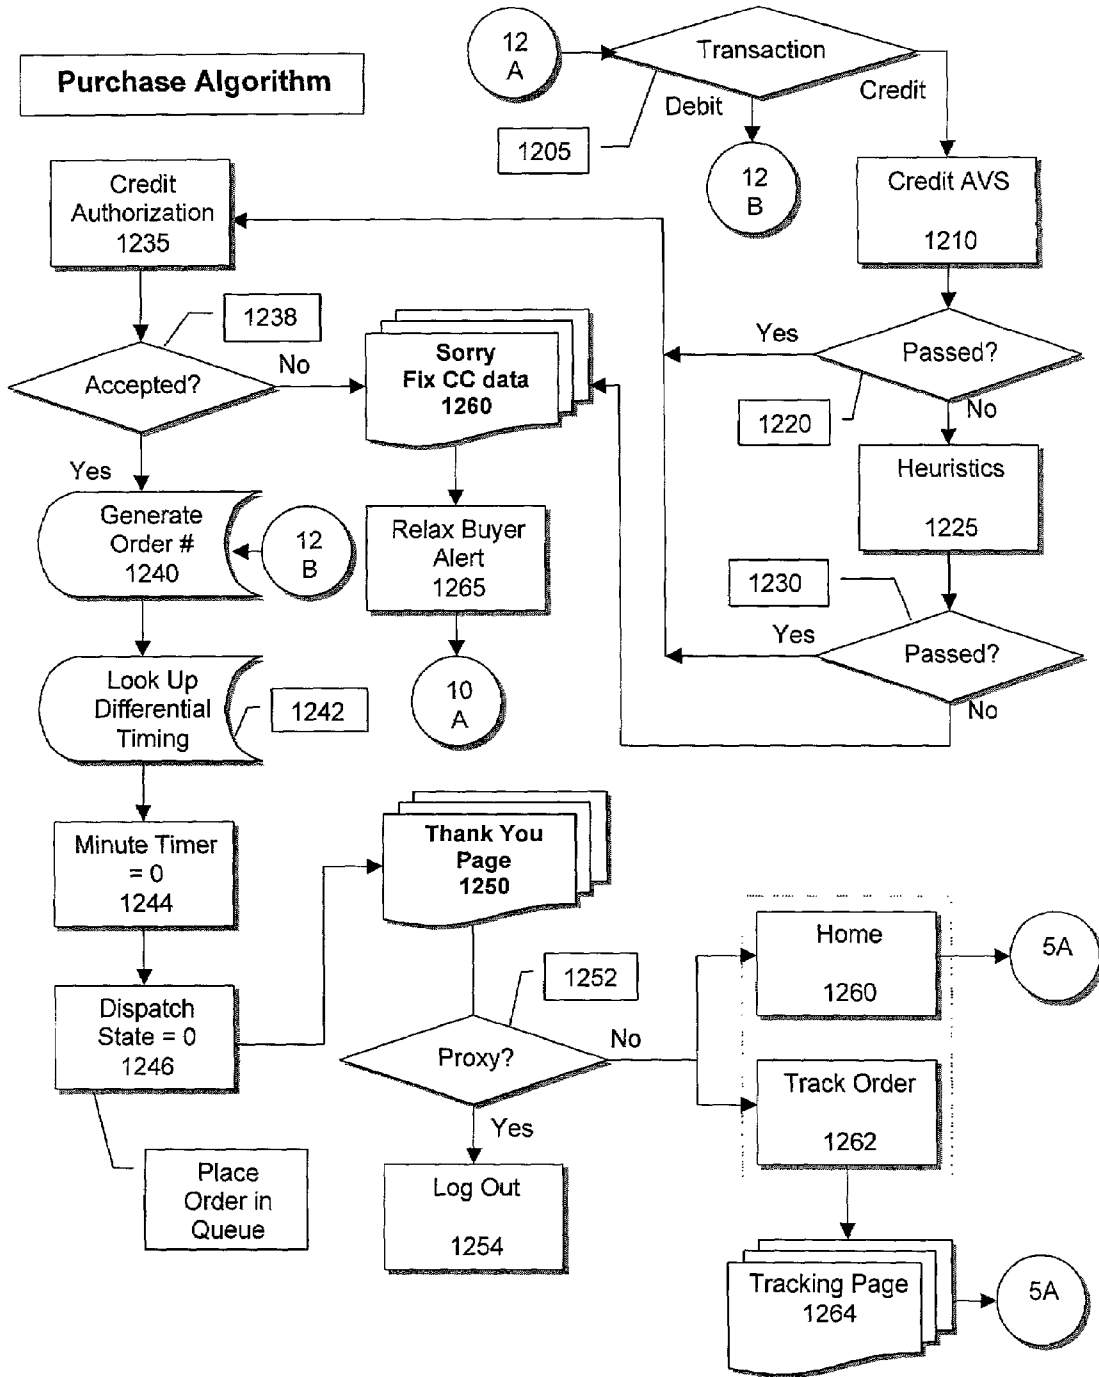 Purchase Algorithm
12
A
Transaction
Debit
Credit
1205
12
B
Credit AVS
1210
Credit
Authorization
1235
1238
Yes
Passed?
1220
No
Accepted?
No
Sorry
Fix CC data
1260
Heuristics
1225
Yes
Generate
Order #
1240
12
B
Relax Buyer
Alert
1265
1230
Yes
Passed?
No
Look Up
Differential
Timing
1242
10
A
Minute Timer
= 0
1244
Thank You
Page
1250
Dispatch
State = 0
1246
1252
Proxy?
No
Home
1260
5A
Track Order
1262
Yes
Place
Order in
Queue
Log Out
1254
Tracking Page
1264
5A